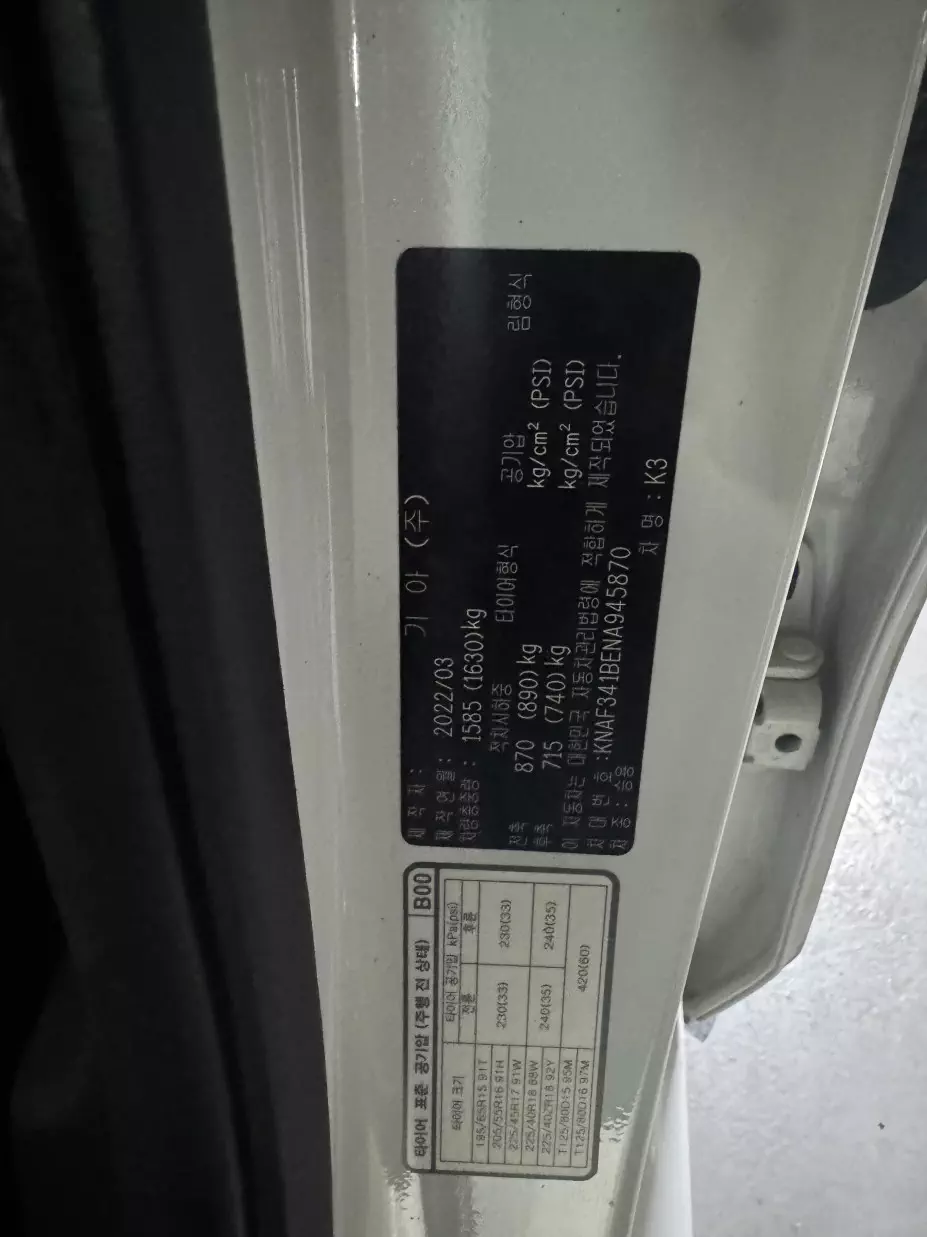 제 작 자 : 기 아 (주)
제 작 연 월 : 2022/03
차량총중량 : 1585 (1630)kg
적차시하중 타이어형식 공기압 림형식
전축 870 (890)kg kg/cm² (PSI)
후축 715 (740)kg kg/cm² (PSI)
이 자동차는 대한민국 자동차관리법령에 적합하게 제작되었습니다.
차 대 번 호 :KNAF341BENA945870
차 종 : 승용 차 명 : K3
타이어 표준 공기압 (주행 전 상태) B00
타이어 크기 타이어 공기압 kPa(psi)
전륜 후륜
195/65R15 91T
205/55R16 91H 230(33) 230(33)
225/45R17 91W
225/40R18 88W 240(35) 240(35)
225/40ZR18 92Y
T125/80D15 95M 420(60)
T125/80D16 97M